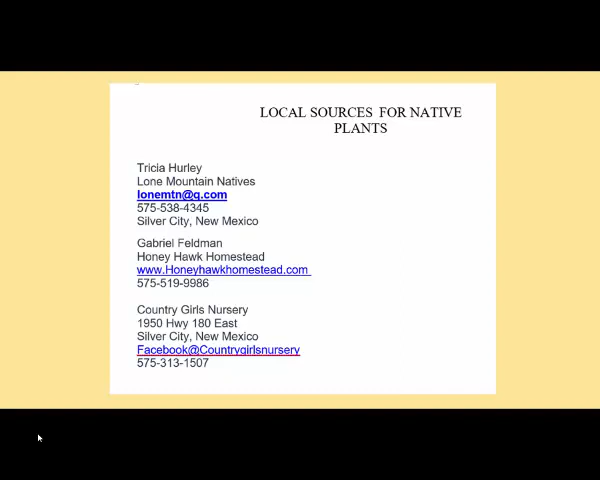 LOCAL SOURCES FOR NATIVE
PLANTS
Tricia Hurley
Lone Mountain Natives
lonemtn@q.com
575-538-4345
Silver City, New Mexico
Gabriel Feldman
Honey Hawk Homestead
www.Honeyhawkhomestead.com
575-519-9986
Country Girls Nursery
1950 Hwy 180 East
Silver City, New Mexico
Facebook@Countrygirlsnursery
575-313-1507